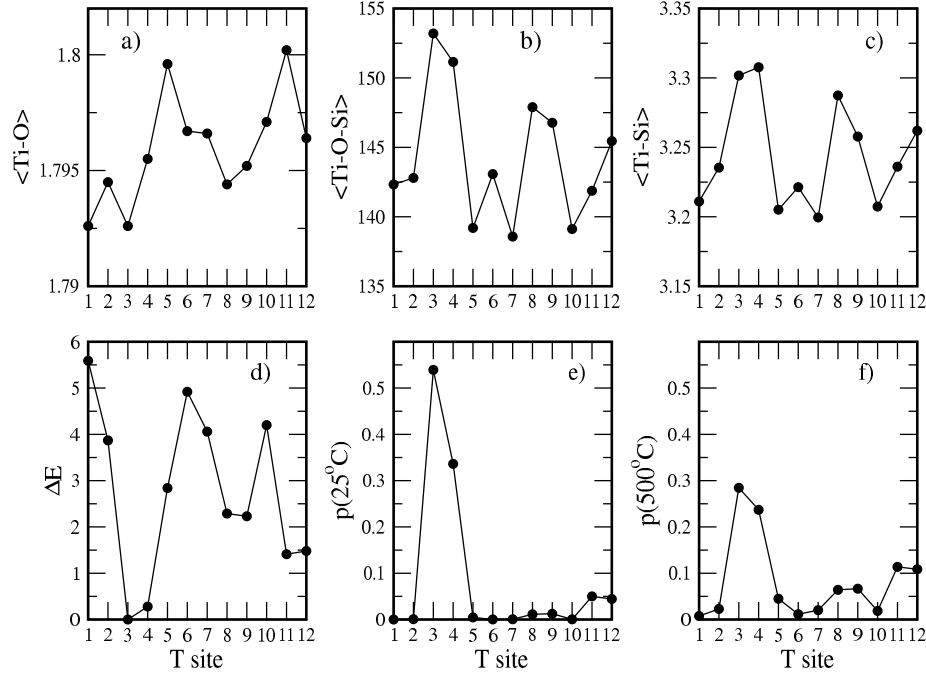 a)
<Ti-O>
1.8
1.795
1.79
1 2 3 4 5 6 7 8 9 10 11 12
b)
<Ti-O-Si>
155
150
145
140
135
1 2 3 4 5 6 7 8 9 10 11 12
c)
<Ti-Si>
3.35
3.3
3.25
3.2
3.15
1 2 3 4 5 6 7 8 9 10 11 12
d)
ΔE
6
5
4
3
2
1
0
1 2 3 4 5 6 7 8 9 10 11 12
T site
e)
p(25°C)
0.5
0.4
0.3
0.2
0.1
0
1 2 3 4 5 6 7 8 9 10 11 12
T site
f)
p(500°C)
0.5
0.4
0.3
0.2
0.1
0
1 2 3 4 5 6 7 8 9 10 11 12
T site